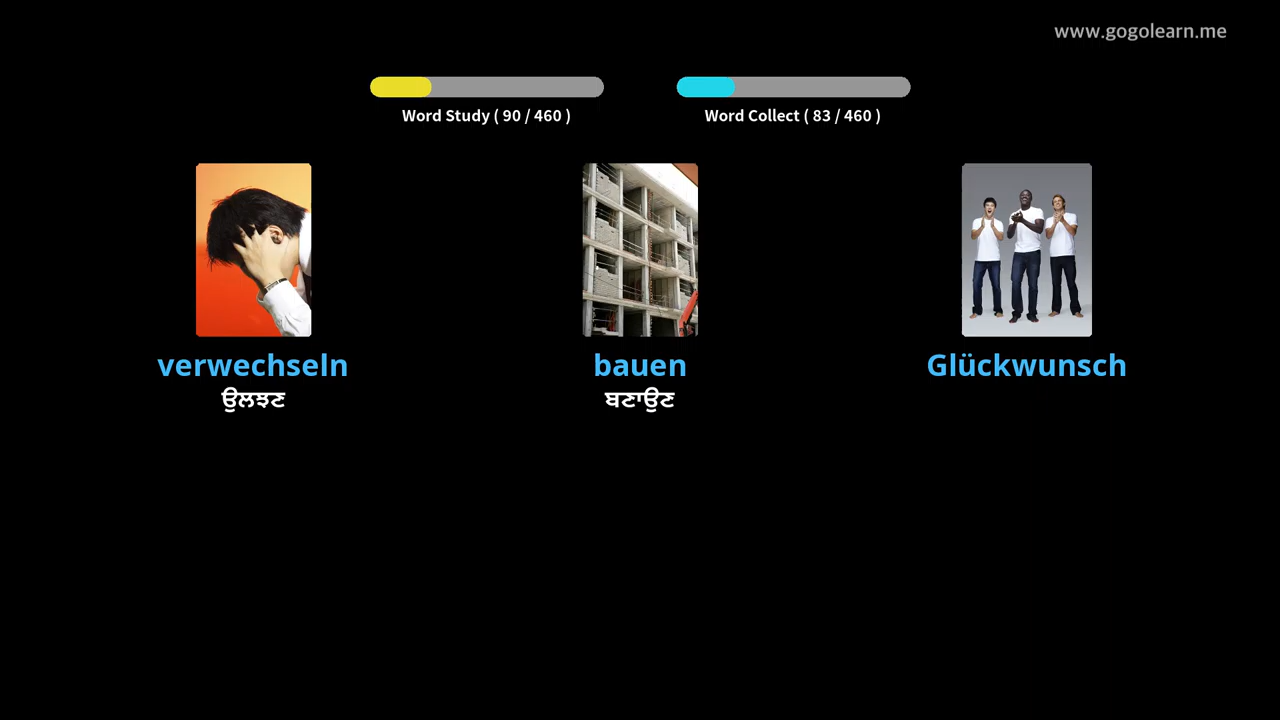 www.gogolearn.me
Word Study ( 90 / 460 )
Word Collect ( 83 / 460 )
verwechseln
ਉਲਝਣ
bauen
ਬਣਾਉਣ
Glückwunsch